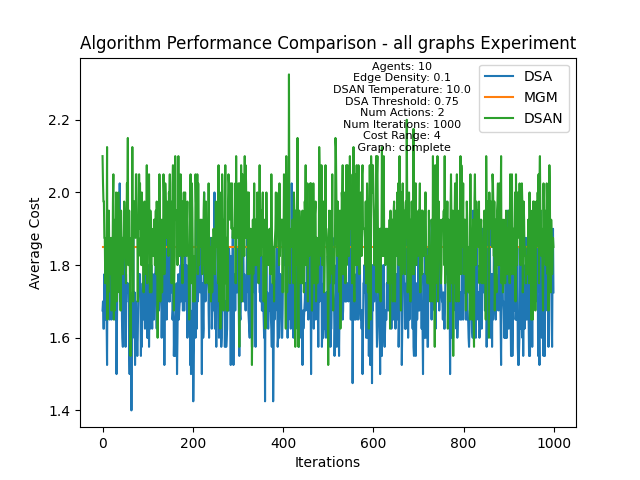 Algorithm Performance Comparison - all graphs Experiment
Agents: 10
Edge Density: 0.1
DSAN Temperature: 10.0
DSA Threshold: 0.75
Num Actions: 2
Num Iterations: 1000
Cost Range: 4
Graph: complete
DSA
MGM
DSAN
Average Cost
2.2
2.0
1.8
1.6
1.4
0
200
400
600
800
1000
Iterations